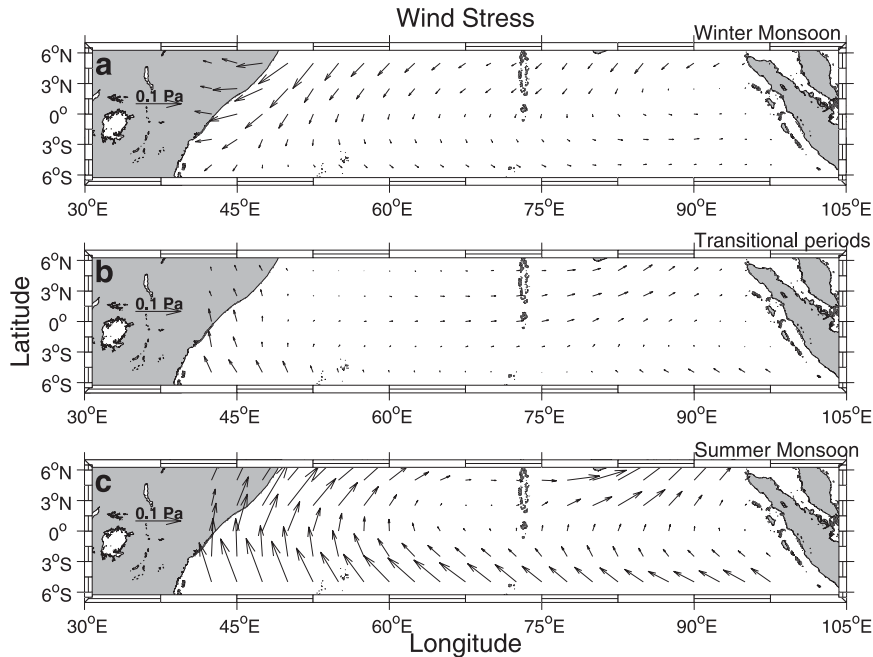 Wind Stress
Winter Monsoon
a
6°N
3°N
0°
3°S
6°S
0.1 Pa
30°E 45°E 60°E 75°E 90°E 105°E
Transitional periods
b
6°N
3°N
0°
3°S
6°S
0.1 Pa
30°E 45°E 60°E 75°E 90°E 105°E
Latitude
Summer Monsoon
c
6°N
3°N
0°
3°S
6°S
0.1 Pa
30°E 45°E 60°E 75°E 90°E 105°E
Longitude